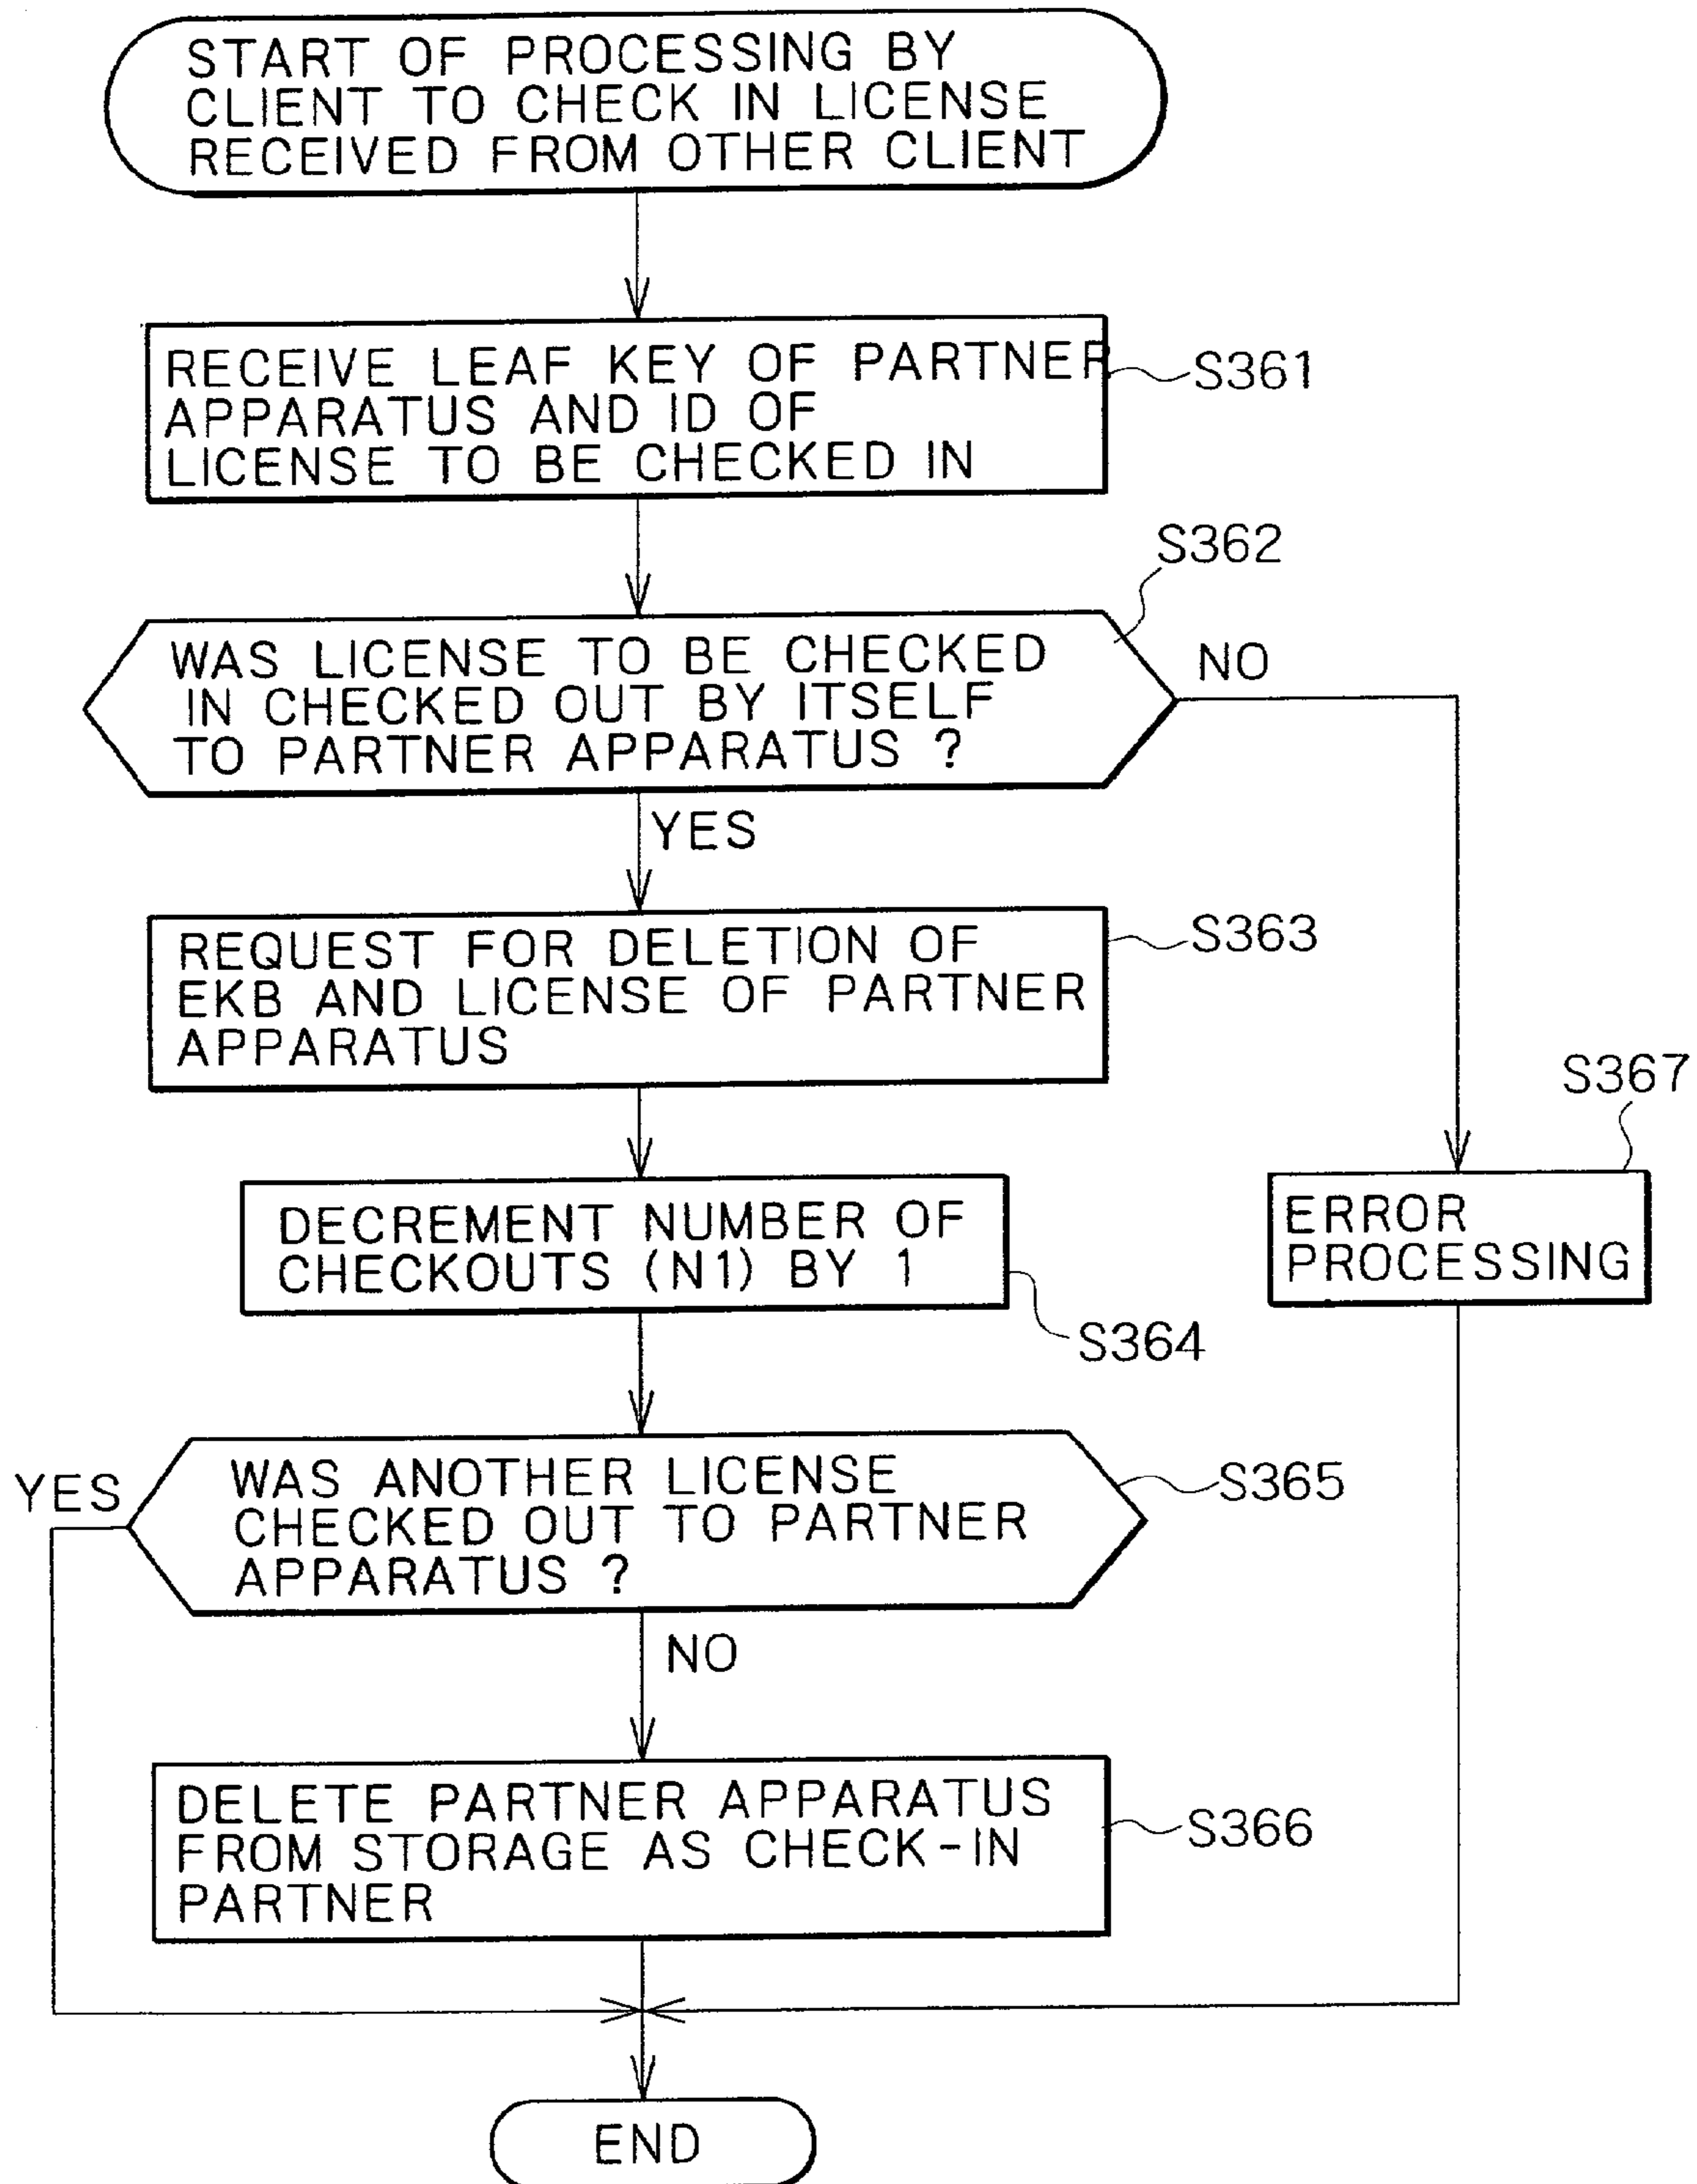 START OF PROCESSING BY
CLIENT TO CHECK IN LICENSE
RECEIVED FROM OTHER CLIENT
RECEIVE LEAF KEY OF PARTNER
APPARATUS AND ID OF
LICENSE TO BE CHECKED IN
S361
S362
WAS LICENSE TO BE CHECKED
IN CHECKED OUT BY ITSELF
TO PARTNER APPARATUS ?
NO
YES
REQUEST FOR DELETION OF
EKB AND LICENSE OF PARTNER
APPARATUS
S363
S367
DECREMENT NUMBER OF
CHECKOUTS (N1) BY 1
S364
ERROR
PROCESSING
YES
WAS ANOTHER LICENSE
CHECKED OUT TO PARTNER
APPARATUS ?
S365
NO
DELETE PARTNER APPARATUS
FROM STORAGE AS CHECK-IN
PARTNER
S366
END